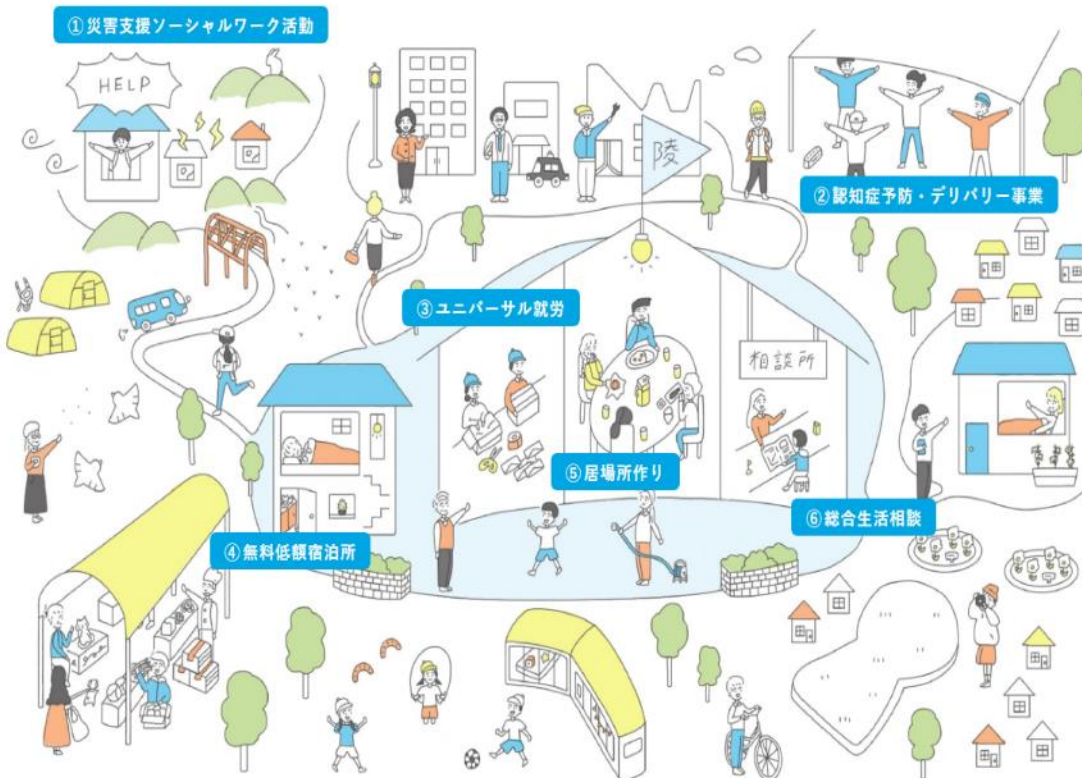 ①災害支援ソーシャルワーク活動
HELP
陵
②認知症予防・デリバリー事業
③ユニバーサル就労
相談所
⑤居場所作り
⑥総合生活相談
④無料低額宿泊所